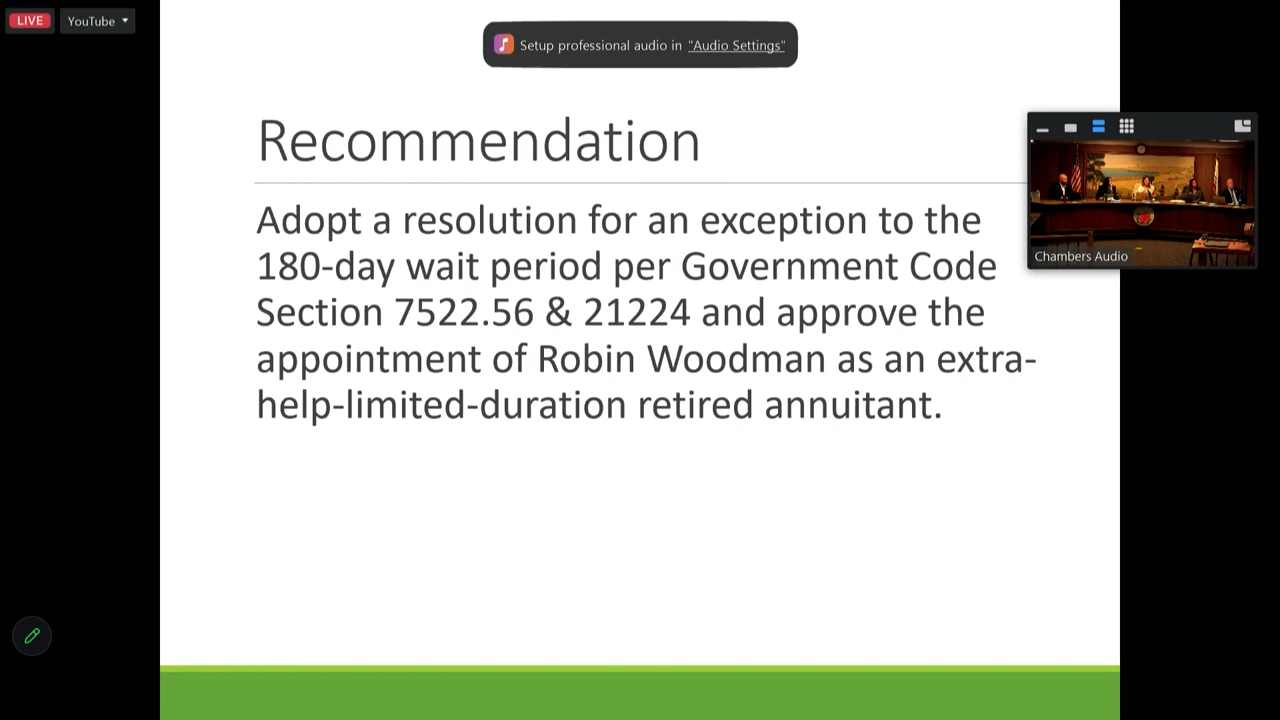 LIVE
YouTube
Setup professional audio in "Audio Settings"
Recommendation
Adopt a resolution for an exception to the
180-day wait period per Government Code
Section 7522.56 & 21224 and approve the
appointment of Robin Woodman as an extra-
help-limited-duration retired annuitant.
Chambers Audio